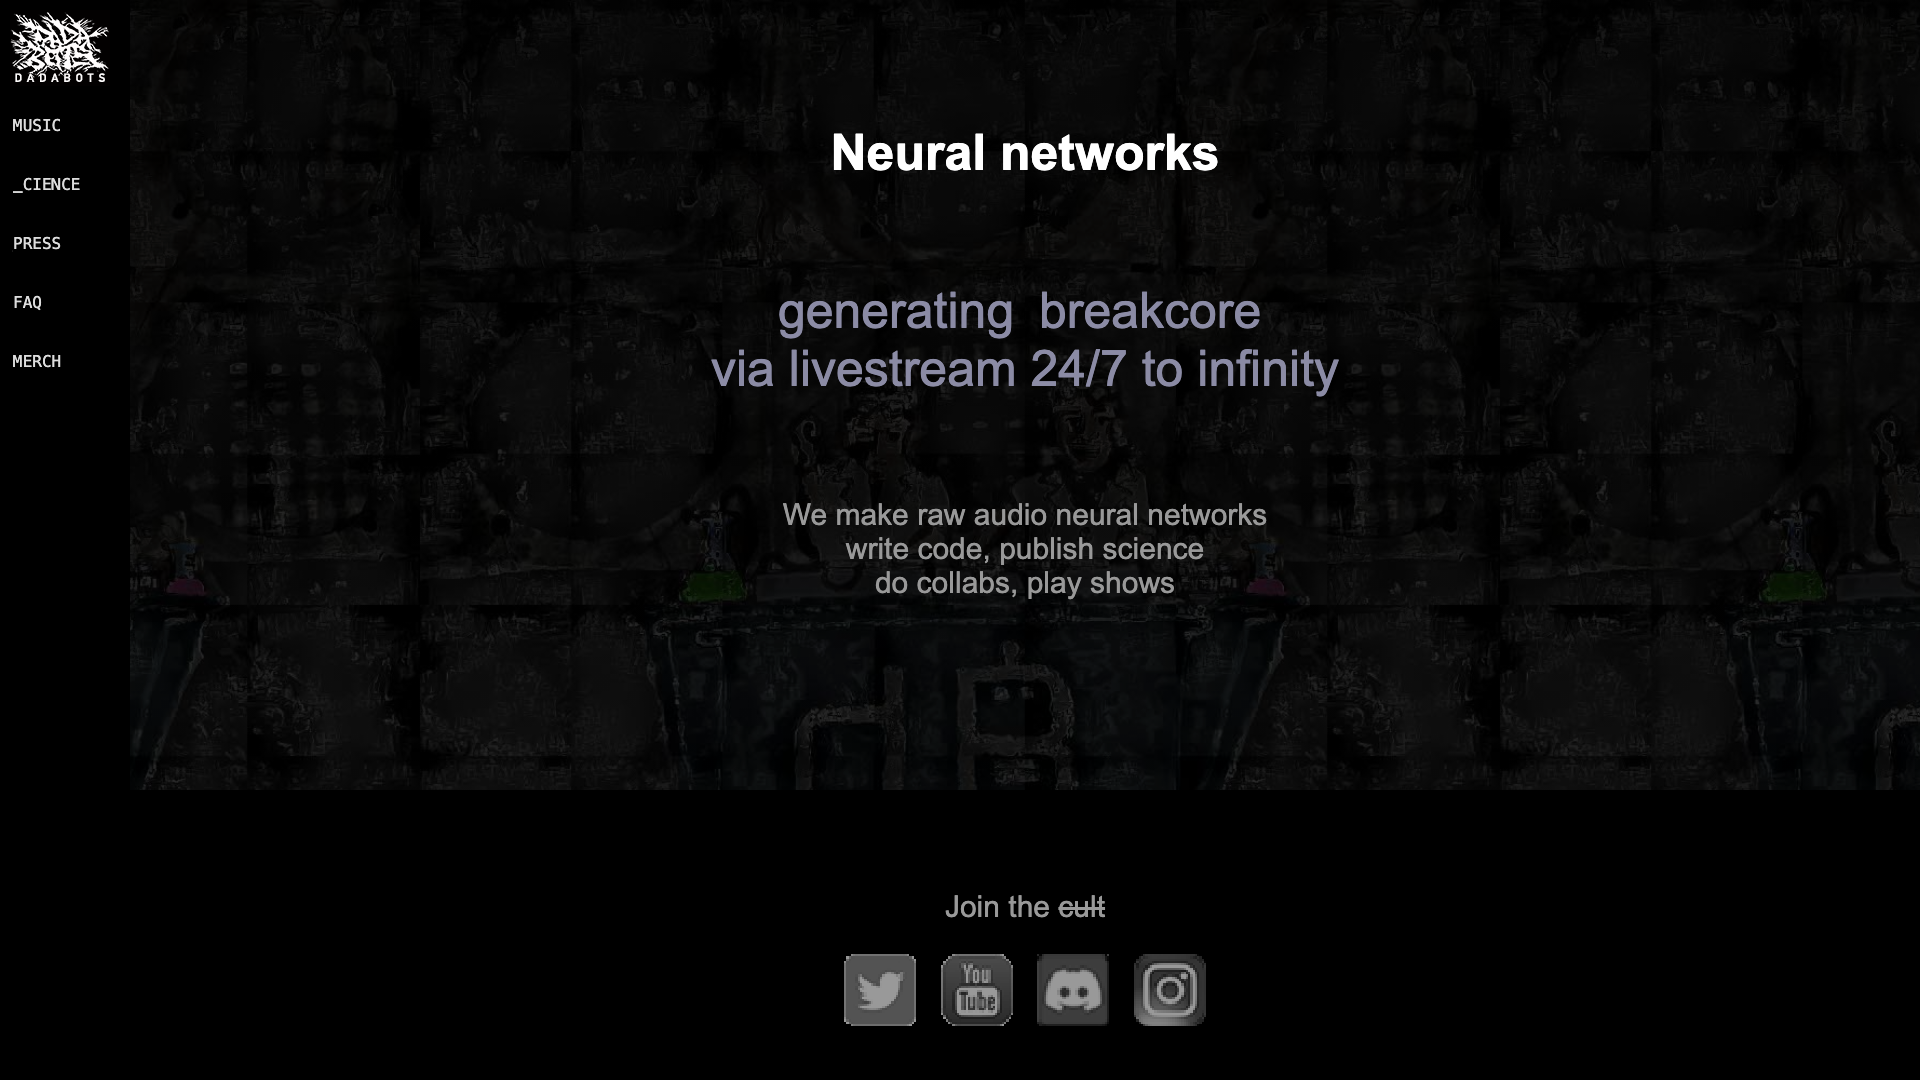 DADABOTS
MUSIC
_CIENCE
PRESS
FAQ
MERCH
Neural networks
generating breakcore
via livestream 24/7 to infinity
We make raw audio neural networks
write code, publish science
do collabs, play shows
dB
Join the cult
You
Tube